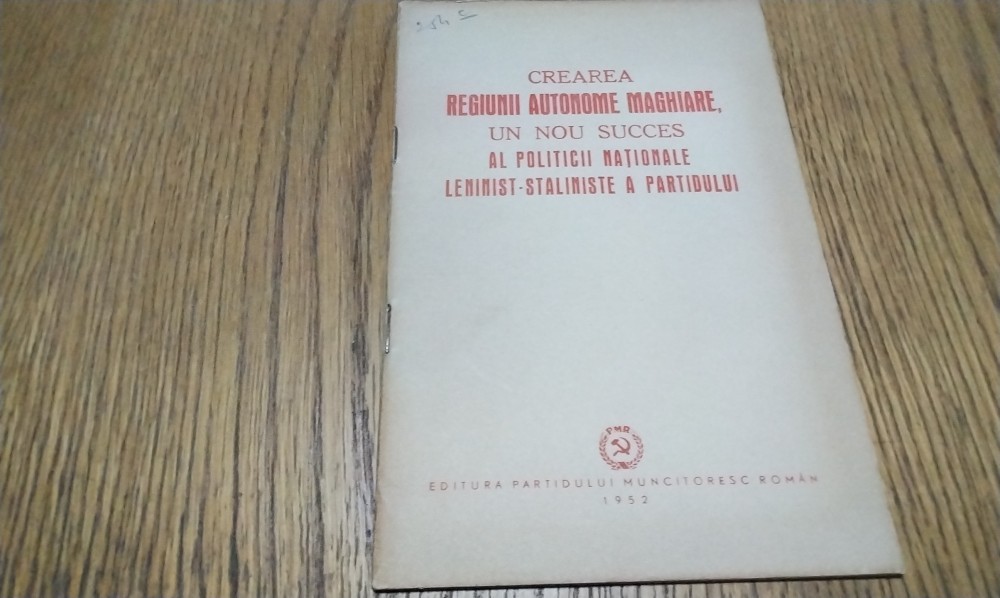 254 c
CREAREA
REGIUNII AUTONOME MAGHIARE,
UN NOU SUCCES
AL POLITICII NAȚIONALE
LENINIST-STALINISTE A PARTIDULUI
PMR
EDITURA PARTIDULUI MUNCITORESC ROMÂN
1952